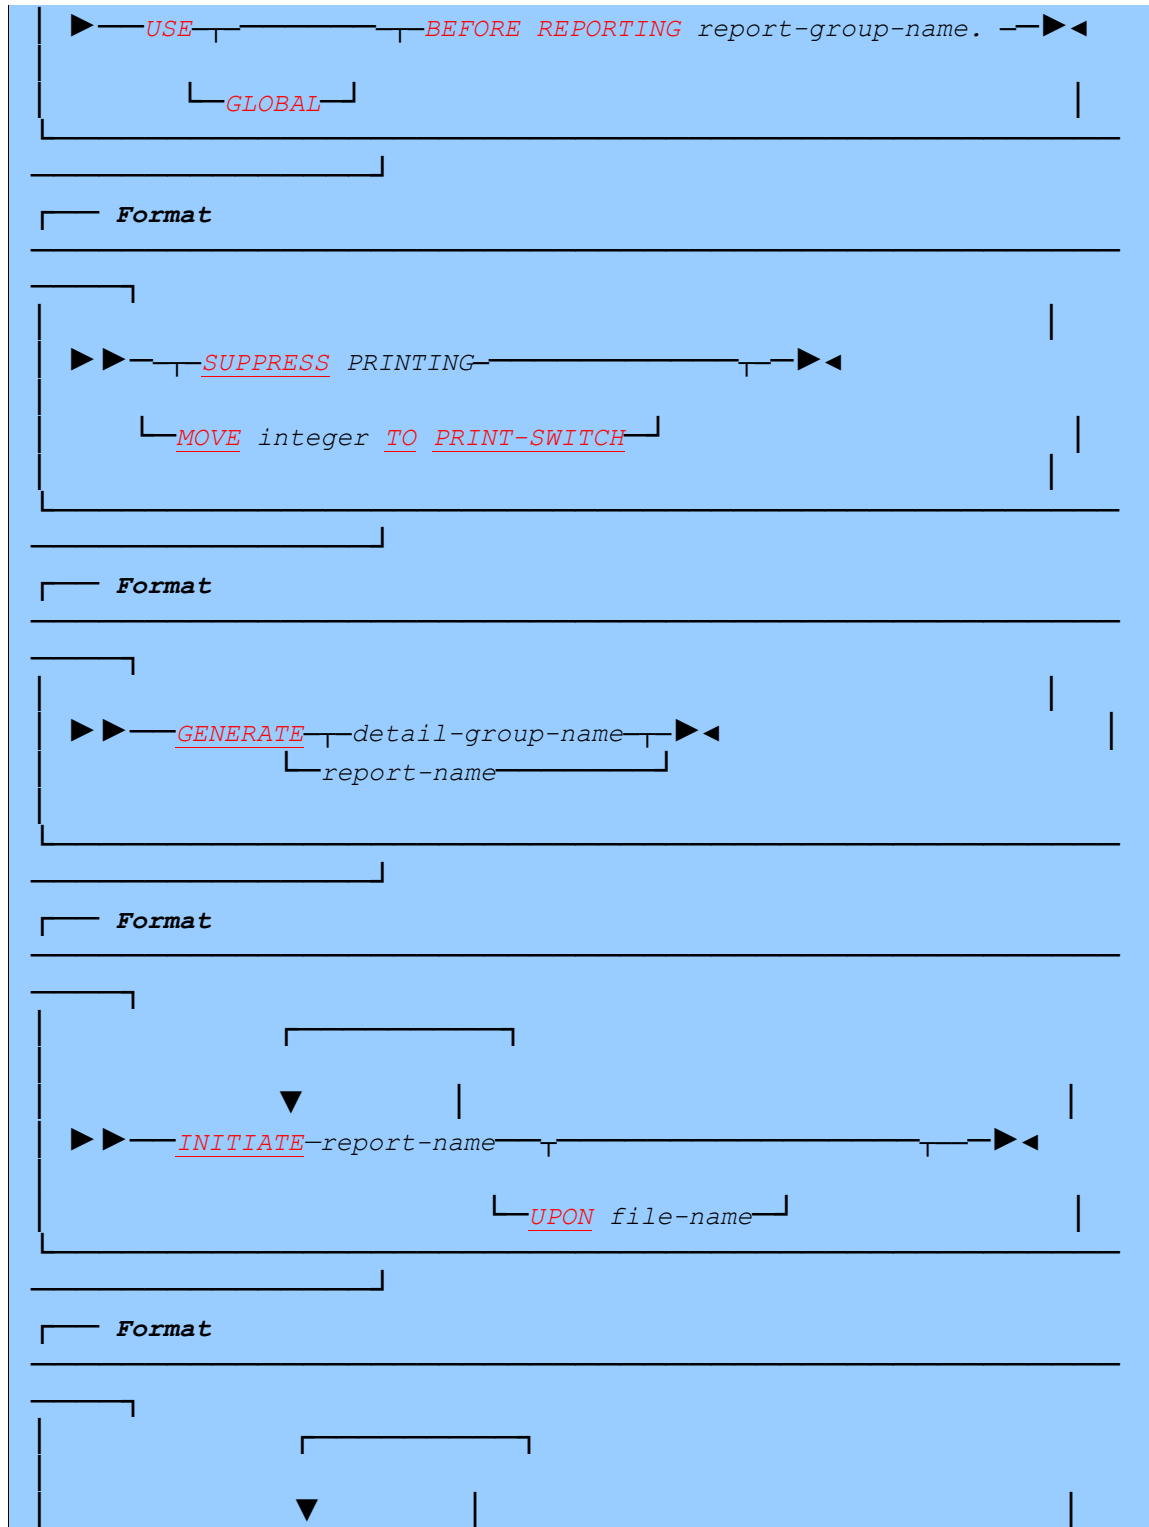 USE BEFORE REPORTING report-group-name.
GLOBAL
Format
SUPPRESS PRINTING
MOVE integer TO PRINT-SWITCH
Format
GENERATE detail-group-name
report-name
Format
INITIATE report-name
UPON file-name
Format